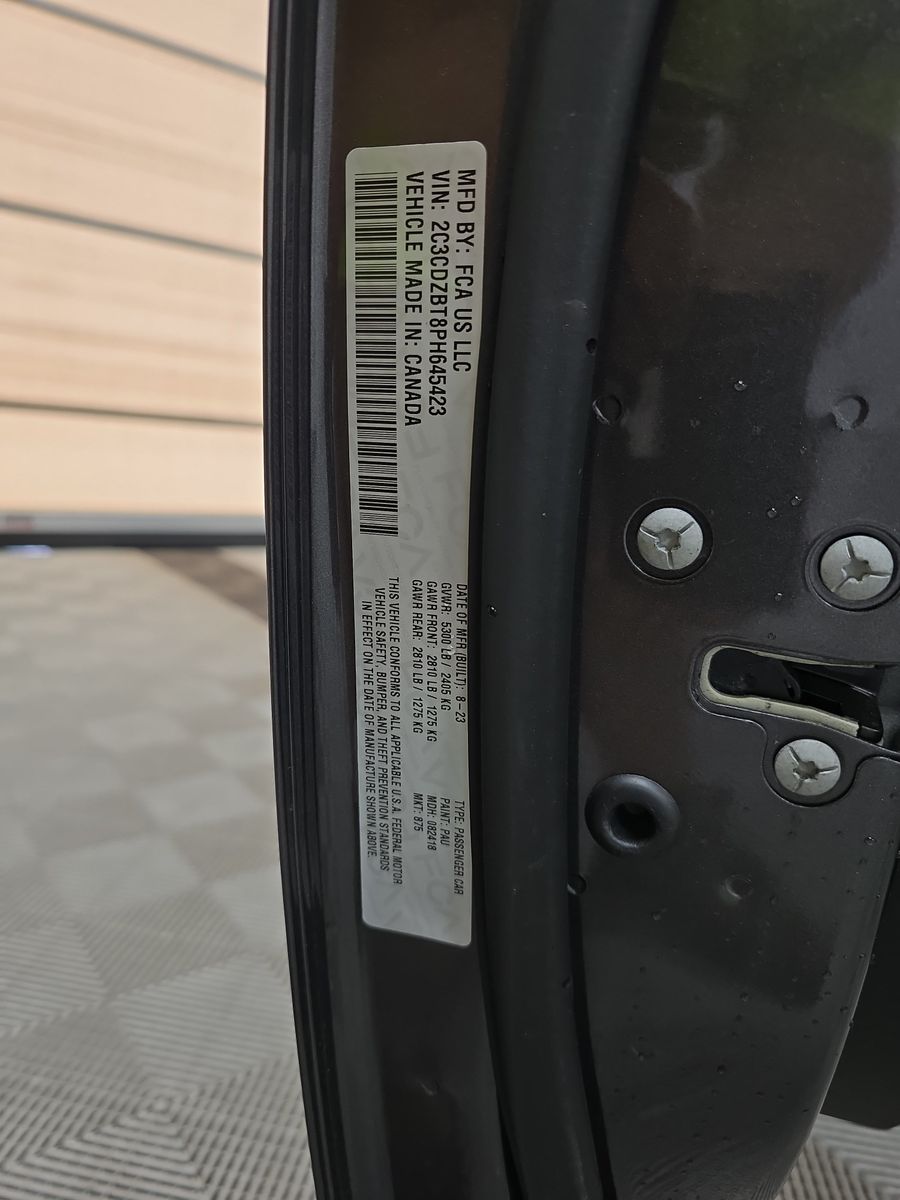 MFD BY: FCA US LLC
VIN: 2C3CDZBT8PH645423
VEHICLE MADE IN: CANADA
DATE OF MFR (BUILT): 8-23
GVWR: 5300 LB / 2405 KG
GAWR FRONT: 2810 LB / 1275 KG
GAWR REAR: 2810 LB / 1275 KG
TYPE: PASSENGER CAR
PAINT: PAU
MDH: 082418
MKT: 875
THIS VEHICLE CONFORMS TO ALL APPLICABLE U.S.A. FEDERAL MOTOR
VEHICLE SAFETY, BUMPER, AND THEFT PREVENTION STANDARDS
IN EFFECT ON THE DATE OF MANUFACTURE SHOWN ABOVE.